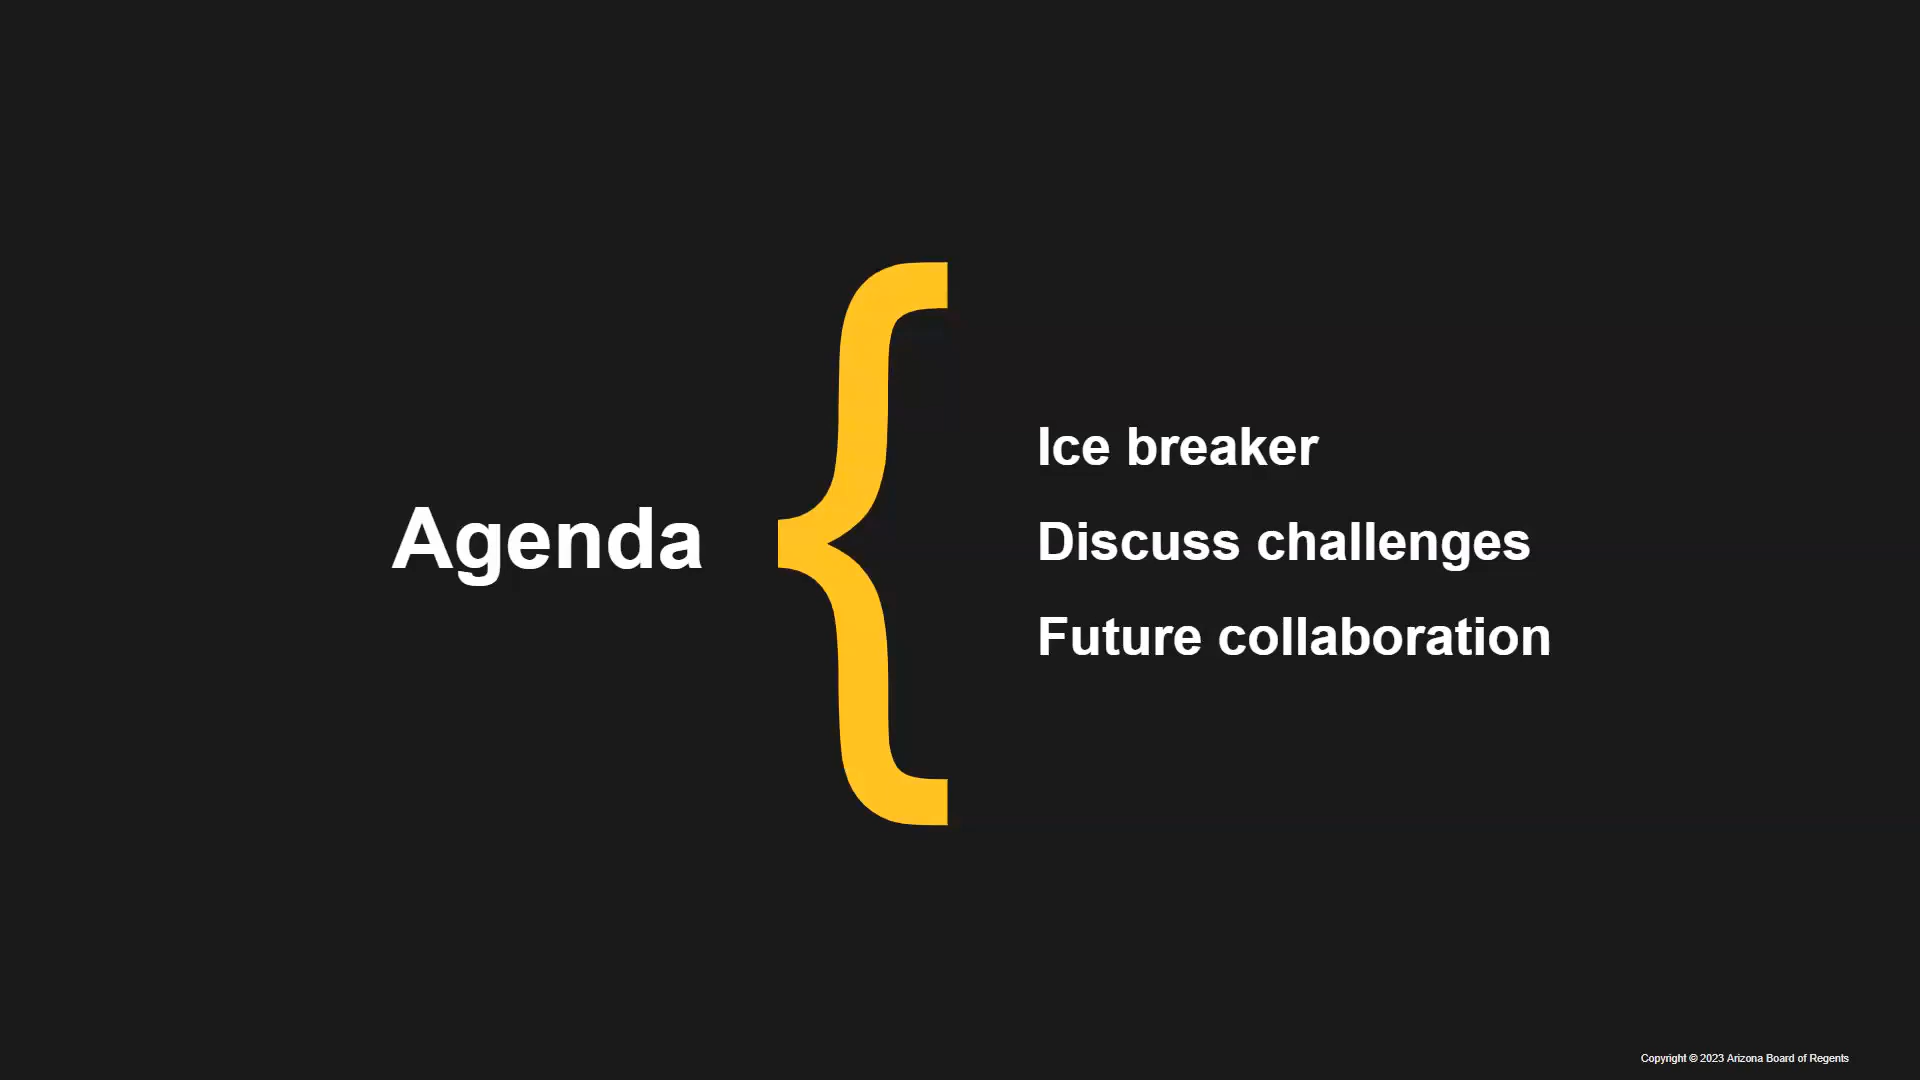 Agenda
Ice breaker
Discuss challenges
Future collaboration
Copyright © 2023 Arizona Board of Regents